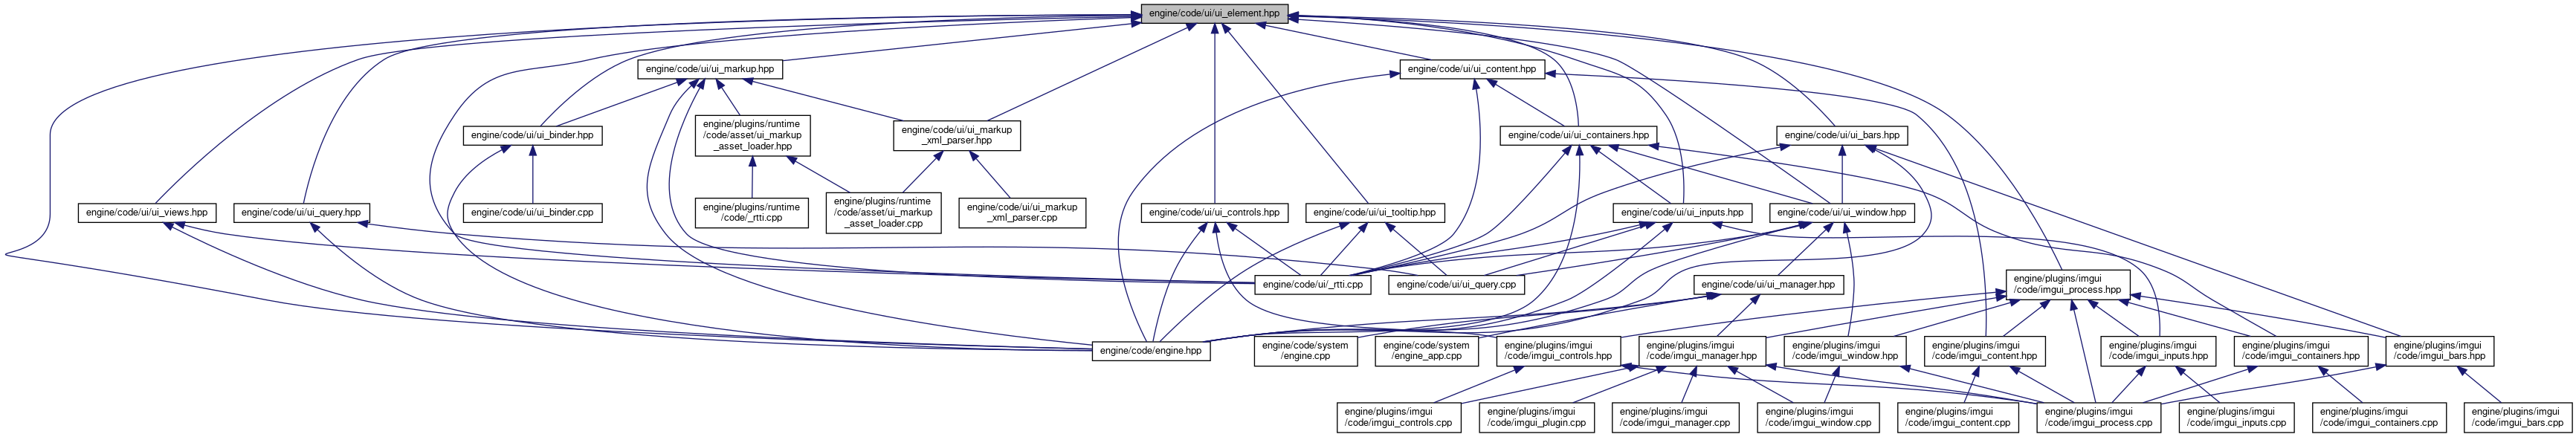 engine/code/ui/ui_element.hpp
engine/code/ui/ui_markup.hpp
engine/code/ui/ui_content.hpp
engine/code/ui/ui_binder.hpp
engine/plugins/runtime
/code/asset/ui_markup
_asset_loader.hpp
engine/code/ui/ui_markup
_xml_parser.hpp
engine/code/ui/ui_containers.hpp
engine/code/ui/ui_bars.hpp
engine/code/ui/ui_views.hpp
engine/code/ui/ui_query.hpp
engine/code/ui/ui_binder.cpp
engine/plugins/runtime
/code/_rtti.cpp
engine/plugins/runtime
/code/asset/ui_markup
_asset_loader.cpp
engine/code/ui/ui_markup
_xml_parser.cpp
engine/code/ui/ui_controls.hpp
engine/code/ui/ui_tooltip.hpp
engine/code/ui/ui_inputs.hpp
engine/code/ui/ui_window.hpp
engine/code/ui/_rtti.cpp
engine/code/ui/ui_query.cpp
engine/code/ui/ui_manager.hpp
engine/plugins/imgui
/code/imgui_process.hpp
engine/code/engine.hpp
engine/code/system
/engine.cpp
engine/code/system
/engine_app.cpp
engine/plugins/imgui
/code/imgui_controls.hpp
engine/plugins/imgui
/code/imgui_manager.hpp
engine/plugins/imgui
/code/imgui_window.hpp
engine/plugins/imgui
/code/imgui_content.hpp
engine/plugins/imgui
/code/imgui_inputs.hpp
engine/plugins/imgui
/code/imgui_containers.hpp
engine/plugins/imgui
/code/imgui_bars.hpp
engine/plugins/imgui
/code/imgui_controls.cpp
engine/plugins/imgui
/code/imgui_plugin.cpp
engine/plugins/imgui
/code/imgui_manager.cpp
engine/plugins/imgui
/code/imgui_window.cpp
engine/plugins/imgui
/code/imgui_content.cpp
engine/plugins/imgui
/code/imgui_process.cpp
engine/plugins/imgui
/code/imgui_inputs.cpp
engine/plugins/imgui
/code/imgui_containers.cpp
engine/plugins/imgui
/code/imgui_bars.cpp